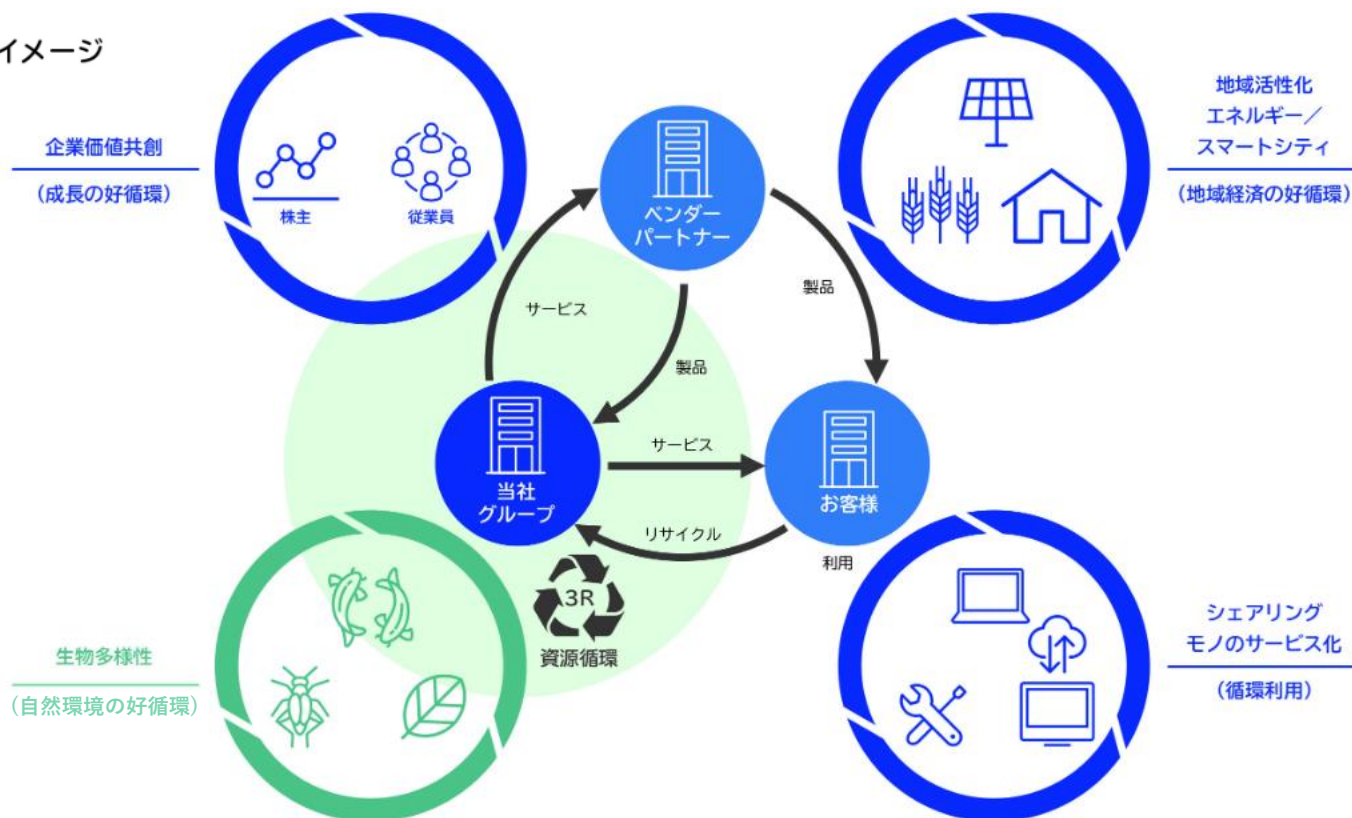 イメージ
企業価値共創
(成長の好循環)
株主
従業員
ベンダー
パートナー
地域活性化
エネルギー／
スマートシティ
(地域経済の好循環)
サービス
製品
製品
当社
グループ
サービス
お客様
リサイクル
利用
3R
資源循環
生物多様性
(自然環境の好循環)
シェアリング
モノのサービス化
(循環利用)